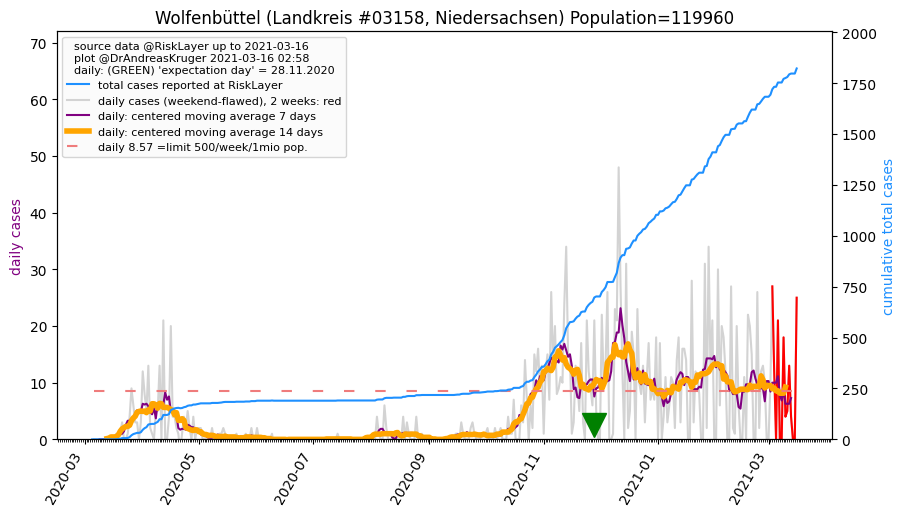 Wolfenbüttel (Landkreis #03158, Niedersachsen) Population=119960
source data @RiskLayer up to 2021-03-16
plot @DrAndreasKruger 2021-03-16 02:58
daily: (GREEN) 'expectation day' = 28.11.2020
total cases reported at RiskLayer
daily cases (weekend-flawed), 2 weeks: red
daily: centered moving average 7 days
daily: centered moving average 14 days
daily 8.57 =limit 500/week/1mio pop.
daily cases
70
60
50
40
30
20
10
0
cumulative total cases
2000
1750
1500
1250
1000
750
500
250
0
2020-03
2020-05
2020-07
2020-09
2020-11
2021-01
2021-03